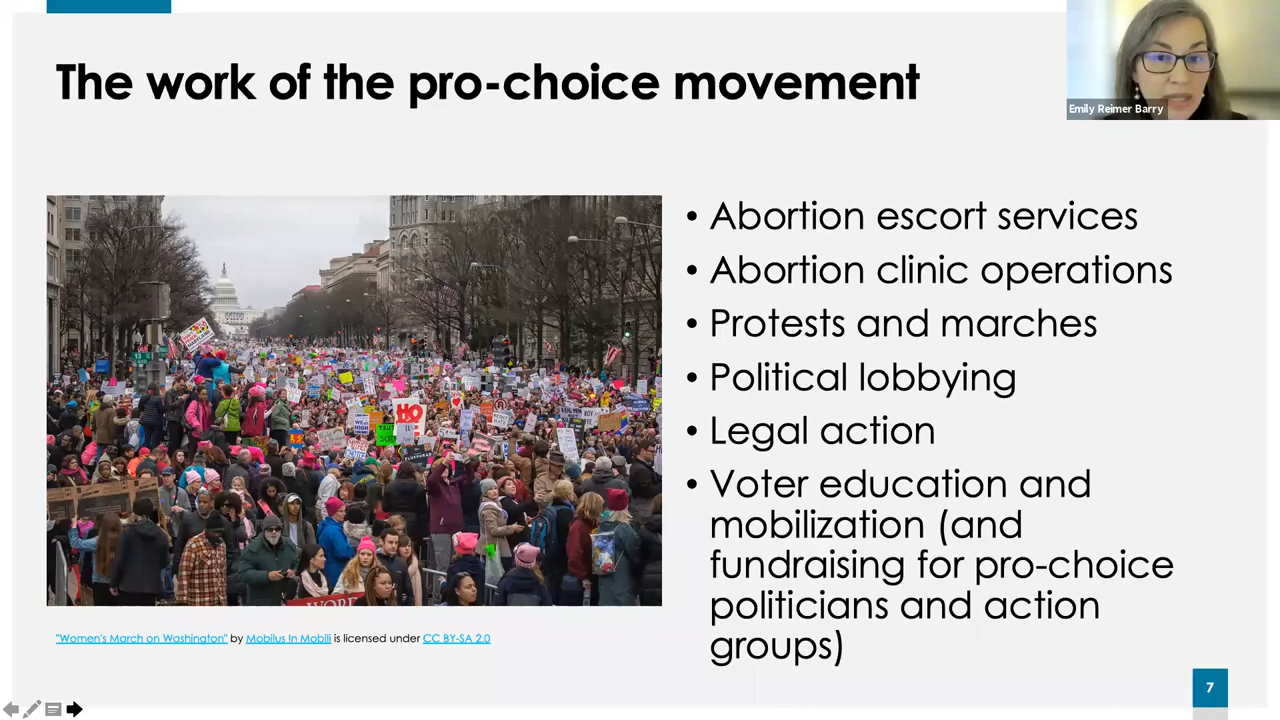 The work of the pro-choice movement
Emily Reimer Barry
• Abortion escort services
• Abortion clinic operations
• Protests and marches
• Political lobbying
• Legal action
• Voter education and
mobilization (and
fundraising for pro-choice
politicians and action
groups)
"Women's March on Washington" by Mobilus In Mobili is licensed under CC BY-SA 2.0
7